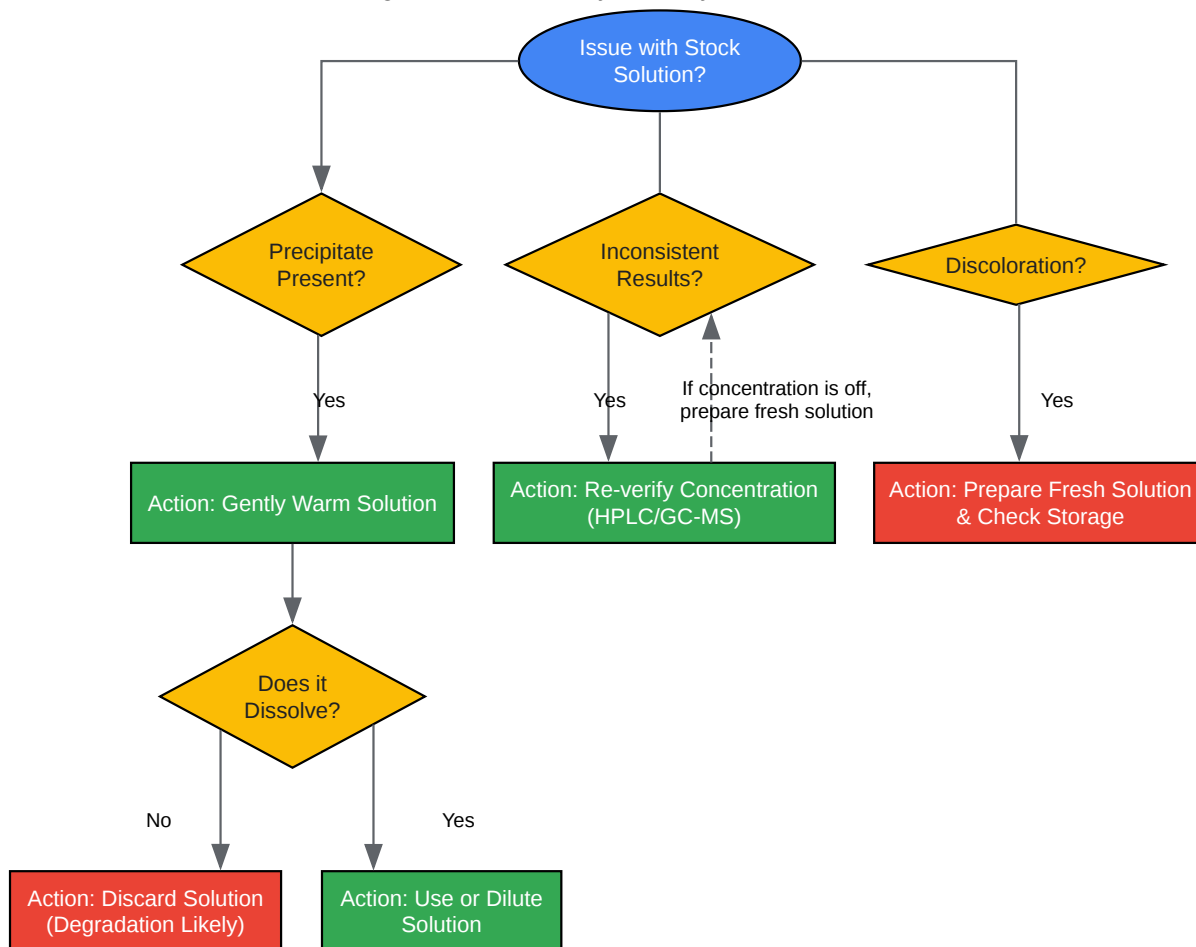 Issue with Stock
Solution?
Precipitate
Present?
Inconsistent
Results?
Discoloration?
Yes
Yes
If concentration is off,
prepare fresh solution
Yes
Action: Gently Warm Solution
Action: Re-verify Concentration
(HPLC/GC-MS)
Action: Prepare Fresh Solution
& Check Storage
Does it
Dissolve?
No
Yes
Action: Discard Solution
(Degradation Likely)
Action: Use or Dilute
Solution